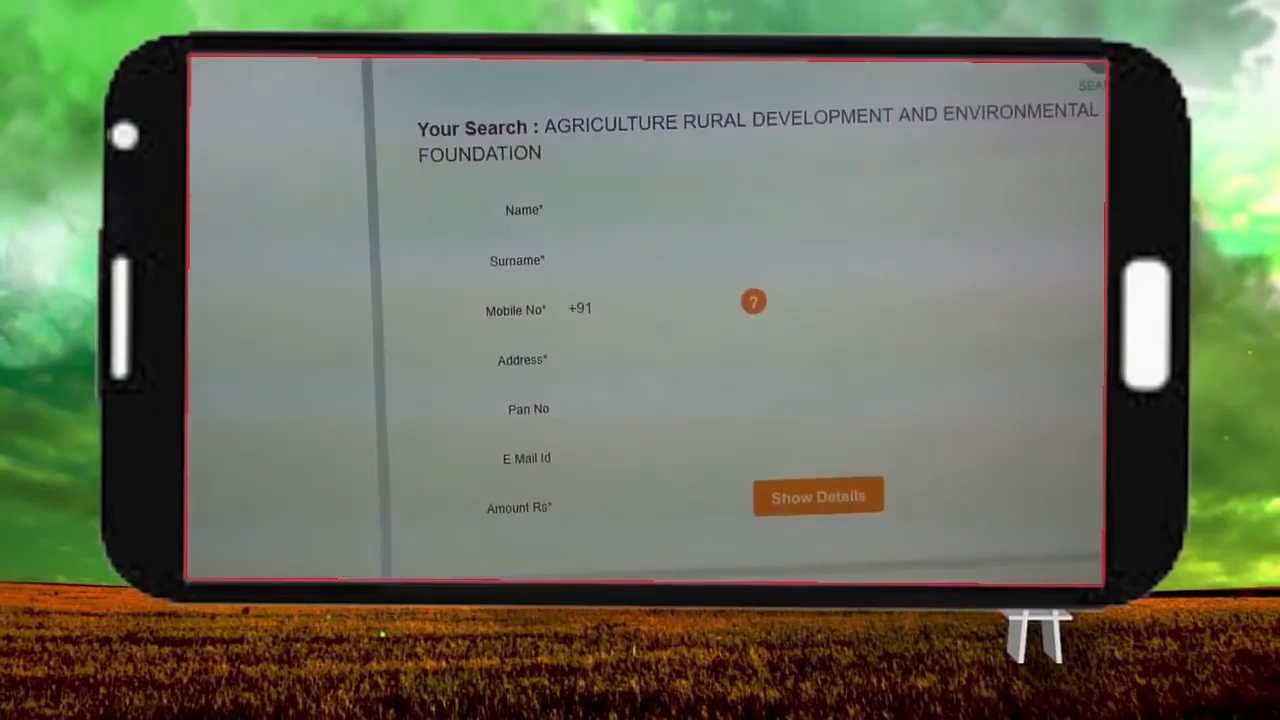 SEA
Your Search : AGRICULTURE RURAL DEVELOPMENT AND ENVIRONMENTAL
FOUNDATION
Name*
Surname*
Mobile No* +91 ?
Address*
Pan No
E Mail Id
Amount Rs*
Show Details